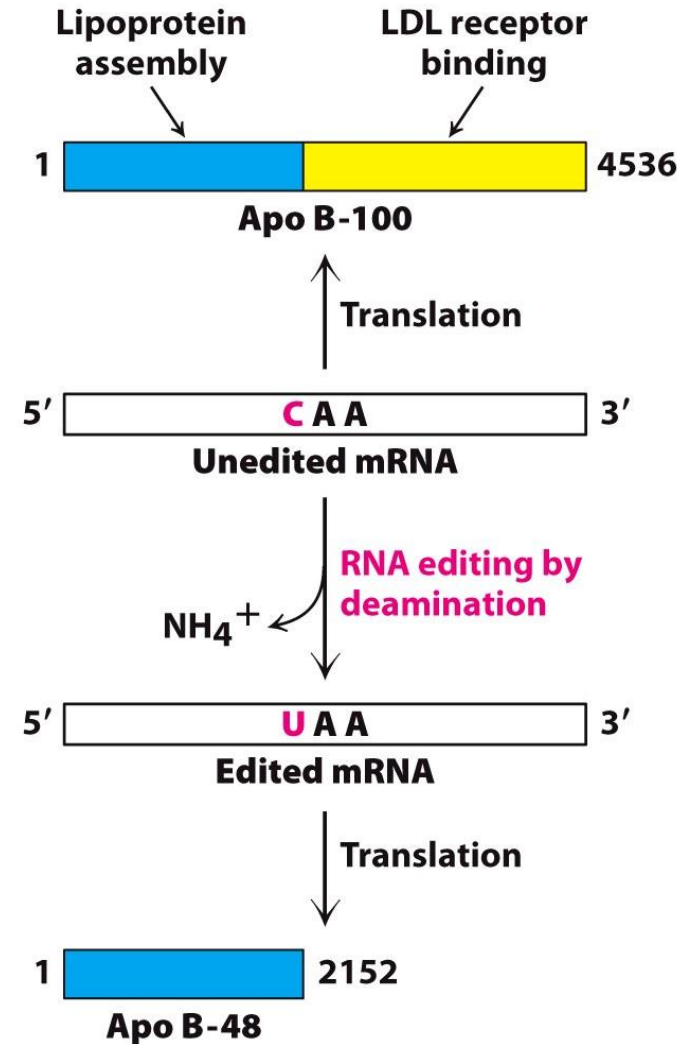 Lipoprotein assembly
LDL receptor binding
1
4536
Apo B-100
Translation
5′ C A A 3′
Unedited mRNA
RNA editing by
deamination
NH4+
5′ U A A 3′
Edited mRNA
Translation
1
2152
Apo B-48